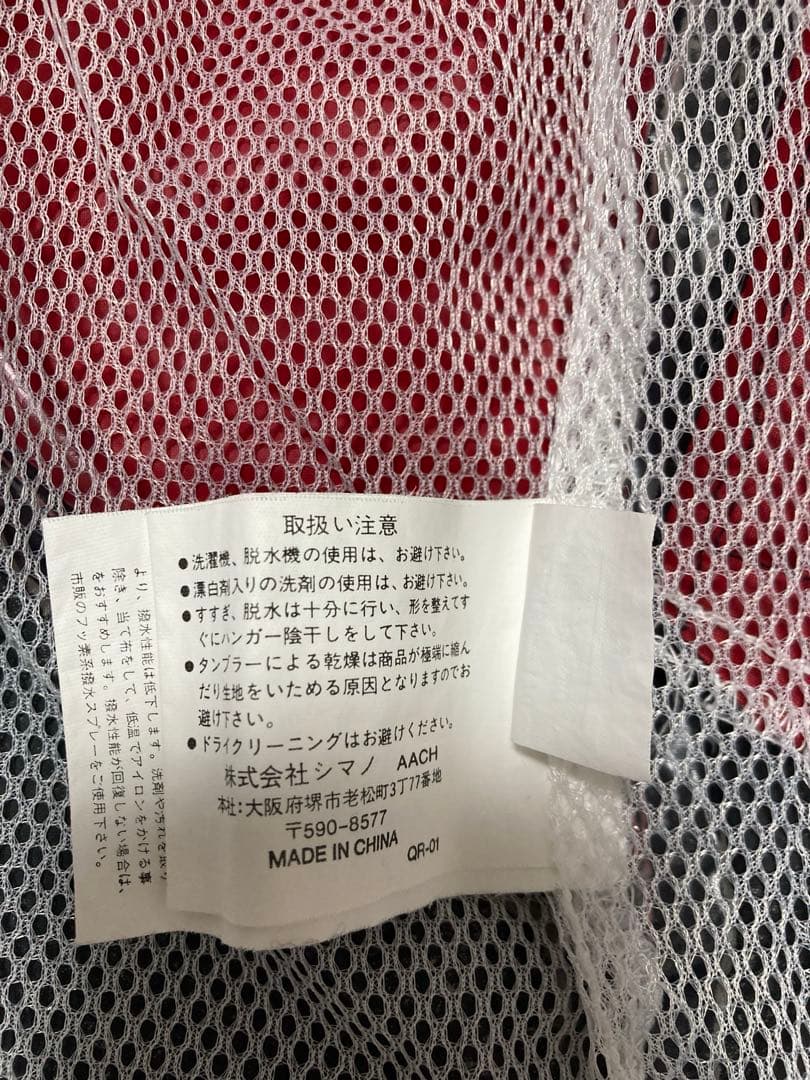 取扱い注意
●洗濯機、脱水機の使用は、お避け下さい。
●漂白剤入りの洗剤の使用は、お避け下さい。
●すすぎ、脱水は十分に行い、形を整えてす
ぐにハンガー陰干しをして下さい。
●タンブラーによる乾燥は商品が極端に縮ん
だり生地をいためる原因となりますのでお
避け下さい。
●ドライクリーニングはお避けください。
株式会社シマノ AACH
本社:大阪府堺市老松町3丁77番地
〒590-8577
MADE IN CHINA QR-01
より、撥水性能は低下します。洗剤や汚れを取り
除き、当て布をして、低温でアイロンをかける事
をおすすめします。撥水性能が回復しない場合は、
市販のフッ素系撥水スプレーをご使用下さい。